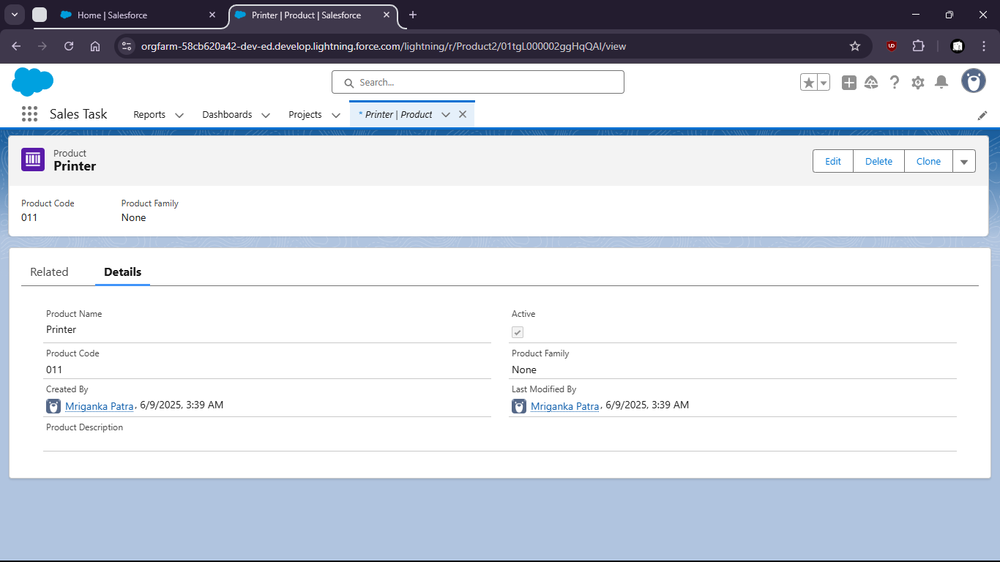 Home | Salesforce
Printer | Product | Salesforce
orgfarm-58cb620a42-dev-ed.develop.lightning.force.com/lightning/r/Product2/01tgL000002ggHqQAI/view
Search...
Sales Task
Reports
Dashboards
Projects
* Printer | Product
Product
Printer
Edit
Delete
Clone
Product Code
Product Family
011
None
Related
Details
Product Name
Active
Printer
Product Code
Product Family
011
None
Created By
Last Modified By
Mriganka Patra, 6/9/2025, 3:39 AM
Mriganka Patra, 6/9/2025, 3:39 AM
Product Description